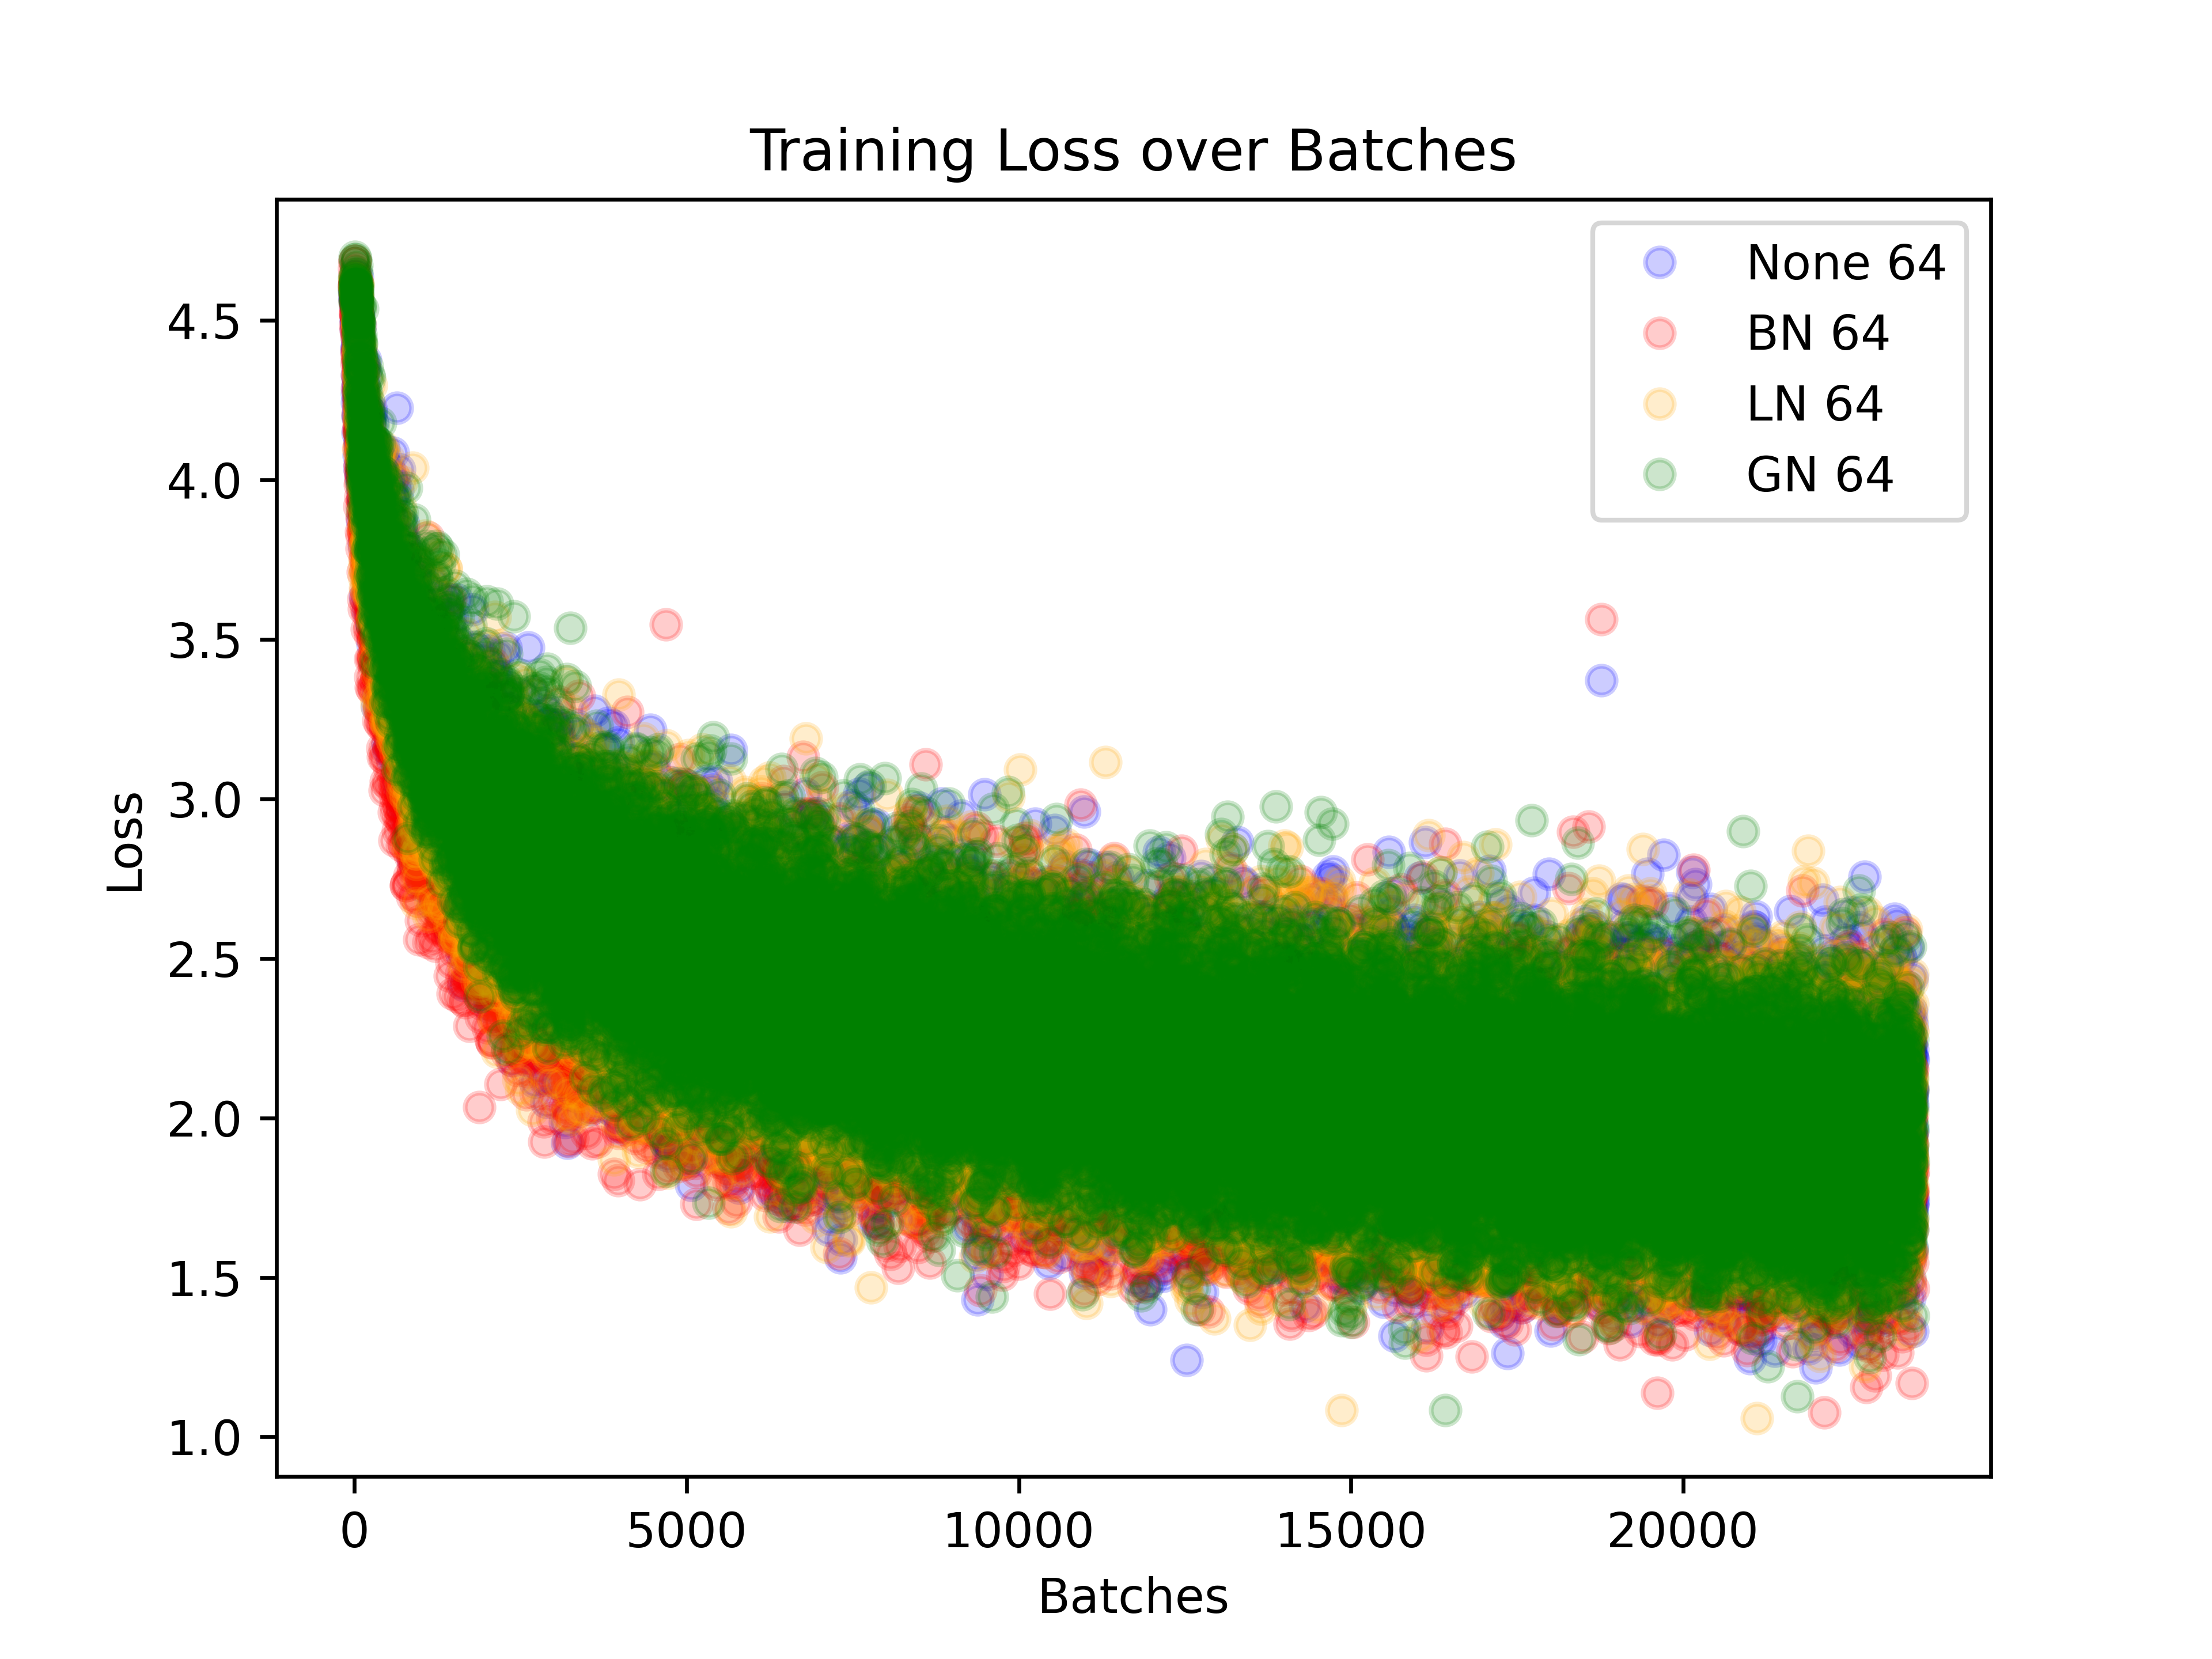 Training Loss over Batches
None 64
BN 64
LN 64
GN 64
Loss
4.5
4.0
3.5
3.0
2.5
2.0
1.5
1.0
0 5000 10000 15000 20000
Batches